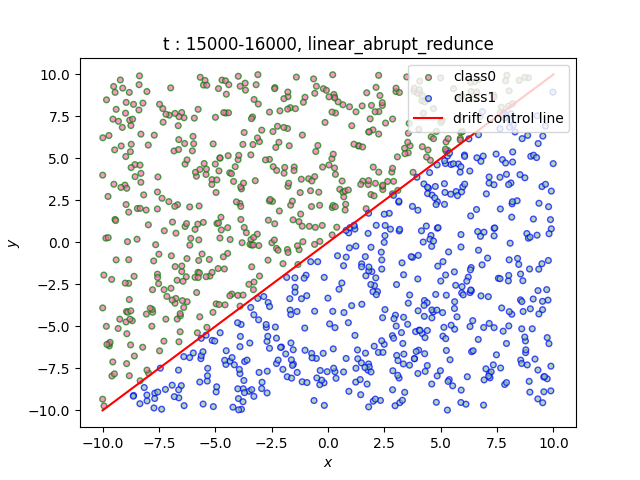 t : 15000-16000, linear_abrupt_redunce
class0
class1
drift control line
y
10.0
7.5
5.0
2.5
0.0
−2.5
−5.0
−7.5
−10.0
−10.0 −7.5 −5.0 −2.5 0.0 2.5 5.0 7.5 10.0
x